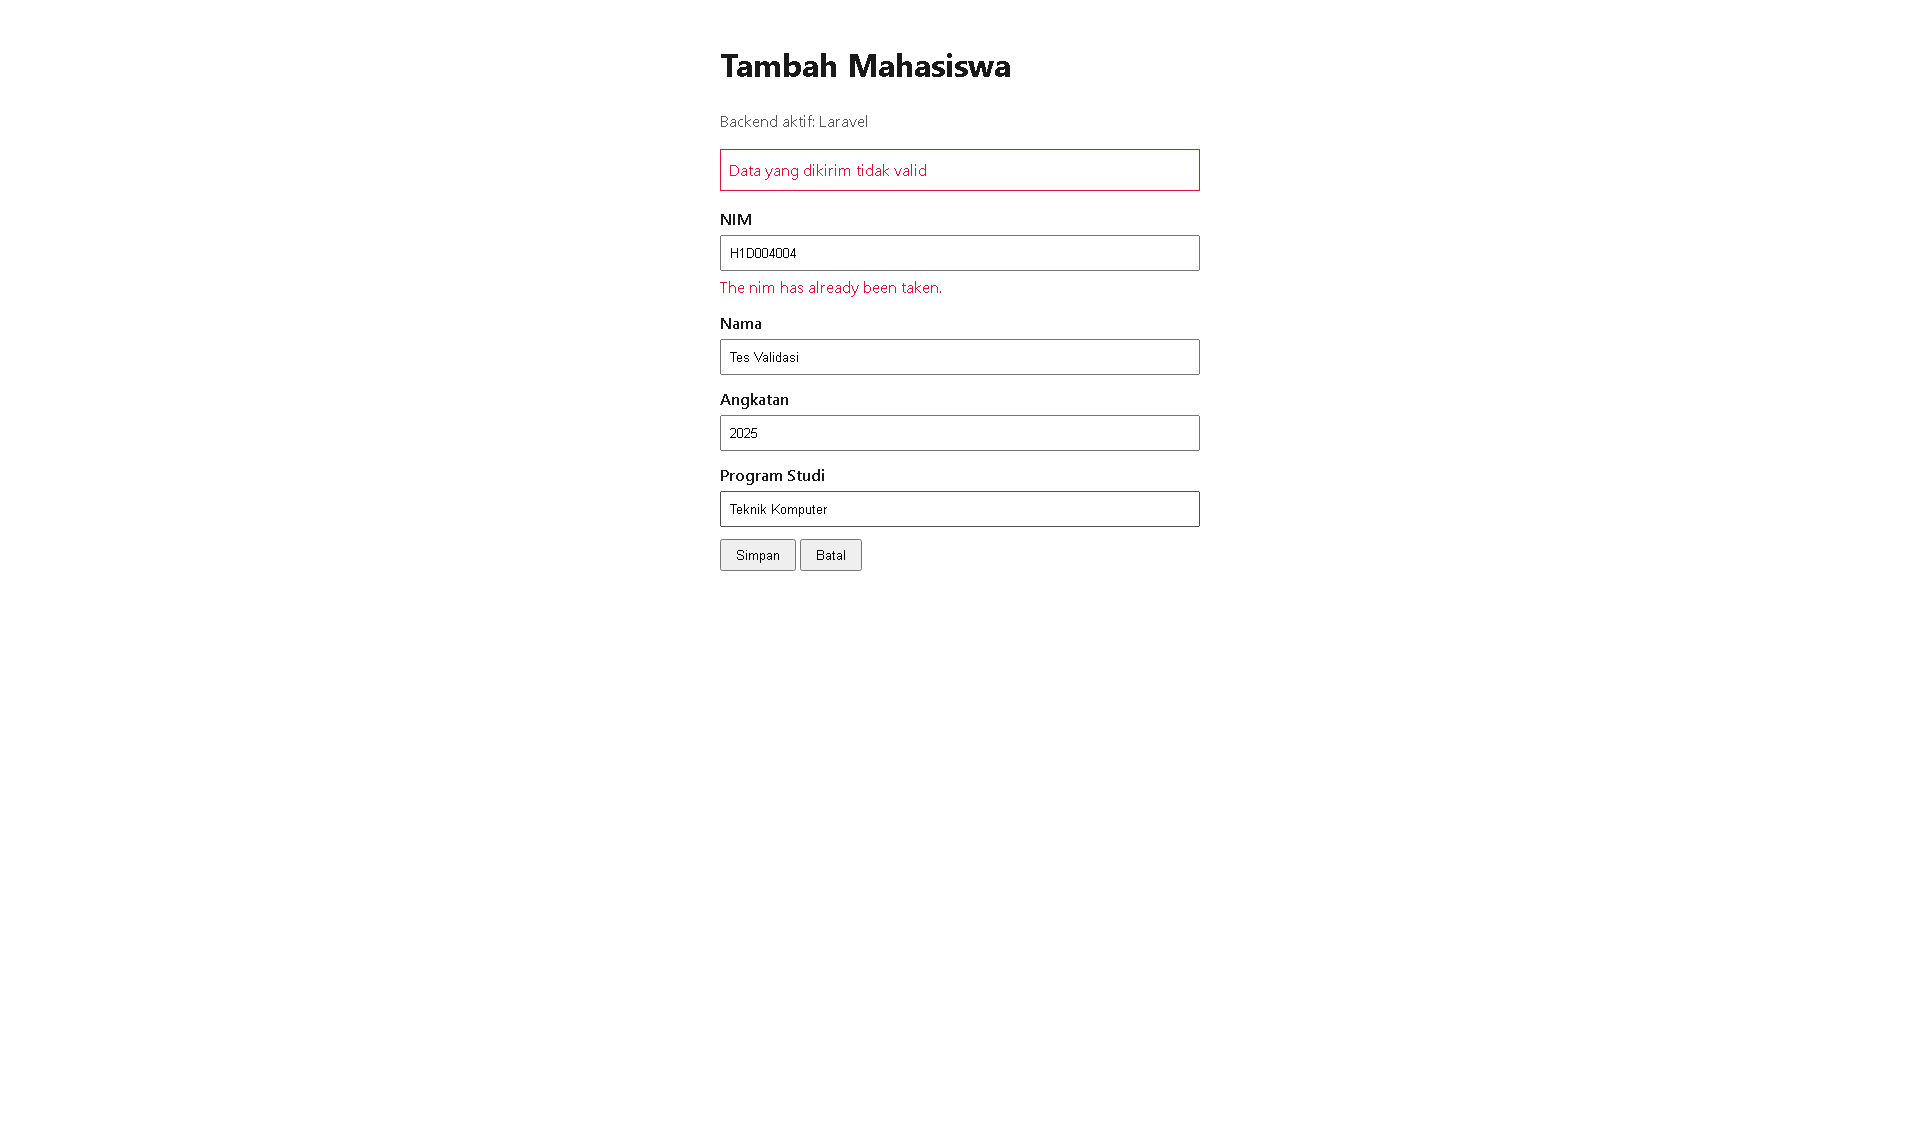 Tambah Mahasiswa
Backend aktif: Laravel
Data yang dikirim tidak valid
NIM
H1D004004
The nim has already been taken.
Nama
Tes Validasi
Angkatan
2025
Program Studi
Teknik Komputer
Simpan Batal